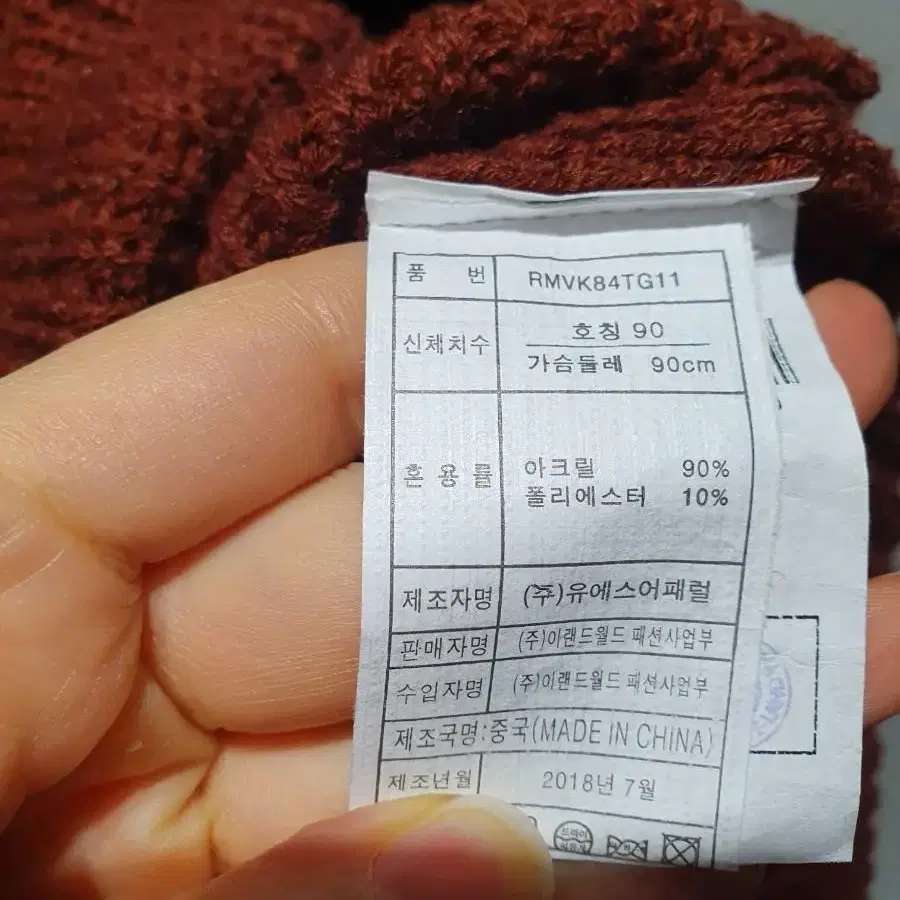 품 번 RMVK84TG11
신체치수 호칭 90
가슴둘레 90cm
혼용률 아크릴 90%
폴리에스터 10%
제조자명 (주)유에스어패럴
판매자명 (주)이랜드월드 패션사업부
수입자명 (주)이랜드월드 패션사업부
제조국명:중국(MADE IN CHINA)
제조년월 2018년 7월
드라이